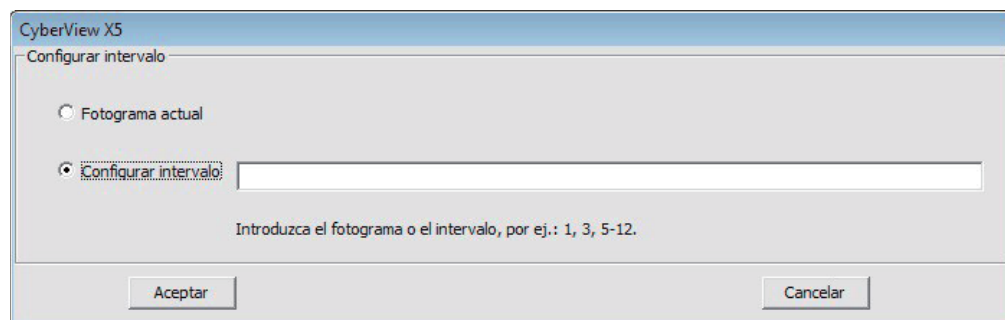 CyberView X5
Configurar intervalo
Fotograma actual
Configurar intervalo
Introduzca el fotograma o el intervalo, por ej.: 1, 3, 5-12.
Aceptar
Cancelar